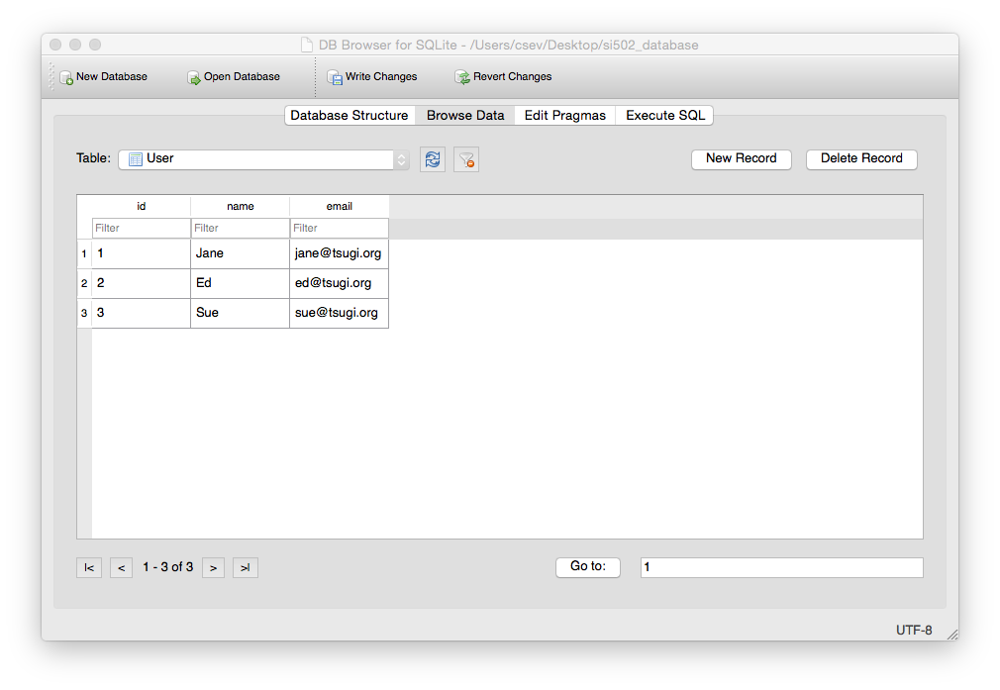 DB Browser for SQLite - /Users/csev/Desktop/si502_database
New Database Open Database Write Changes Revert Changes
Database Structure Browse Data Edit Pragmas Execute SQL
Table: User New Record Delete Record
id name email
Filter Filter Filter
1 1 Jane jane@tsugi.org
2 2 Ed ed@tsugi.org
3 3 Sue sue@tsugi.org
|< < 1 - 3 of 3 > >| Go to: 1
UTF-8